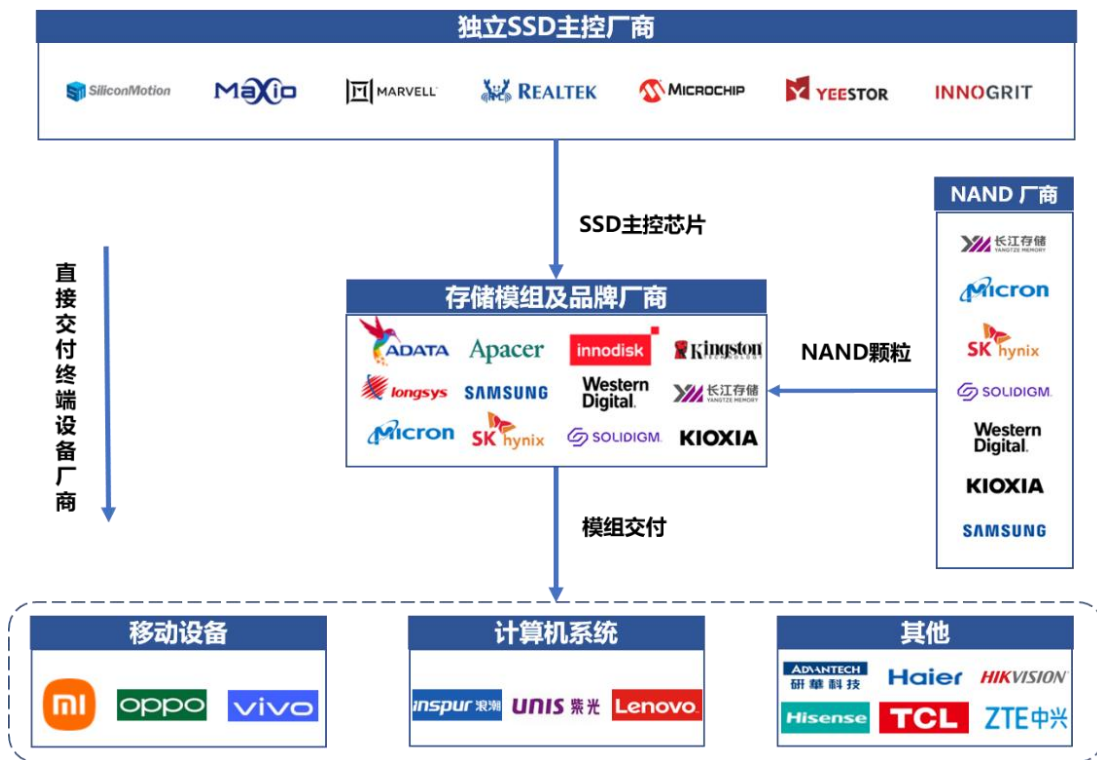 独立SSD主控厂商
SiliconMotion
MAXIO
MARVELL
REALTEK
MICROCHIP
YEESTOR
INNOGRIT
SSD主控芯片
NAND 厂商
长江存储
YANGTZE MEMORY
Micron
SK hynix
SOLIDIGM
Western
Digital
KIOXIA
SAMSUNG
NAND颗粒
直接交付终端设备厂商
存储模组及品牌厂商
ADATA
Apacer
innodisk
Kingston
TECHNOLOGY
longsys
SAMSUNG
Western
Digital
长江存储
YANGTZE MEMORY
Micron
SK hynix
SOLIDIGM
KIOXIA
模组交付
移动设备
mi
oppo
vivo
计算机系统
inspur 浪潮
UNIS 紫光
Lenovo
其他
ADVANTECH
研華科技
Haier
HIKVISION
Hisense
TCL
ZTE中兴